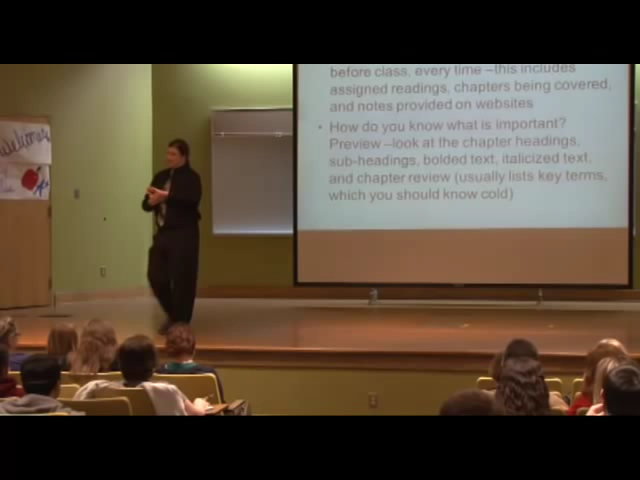 Welcome
before class, every time –this includes
assigned readings, chapters being covered,
and notes provided on websites
• How do you know what is important?
Preview –look at the chapter headings,
sub-headings, bolded text, italicized text,
and chapter review (usually lists key terms,
which you should know cold)